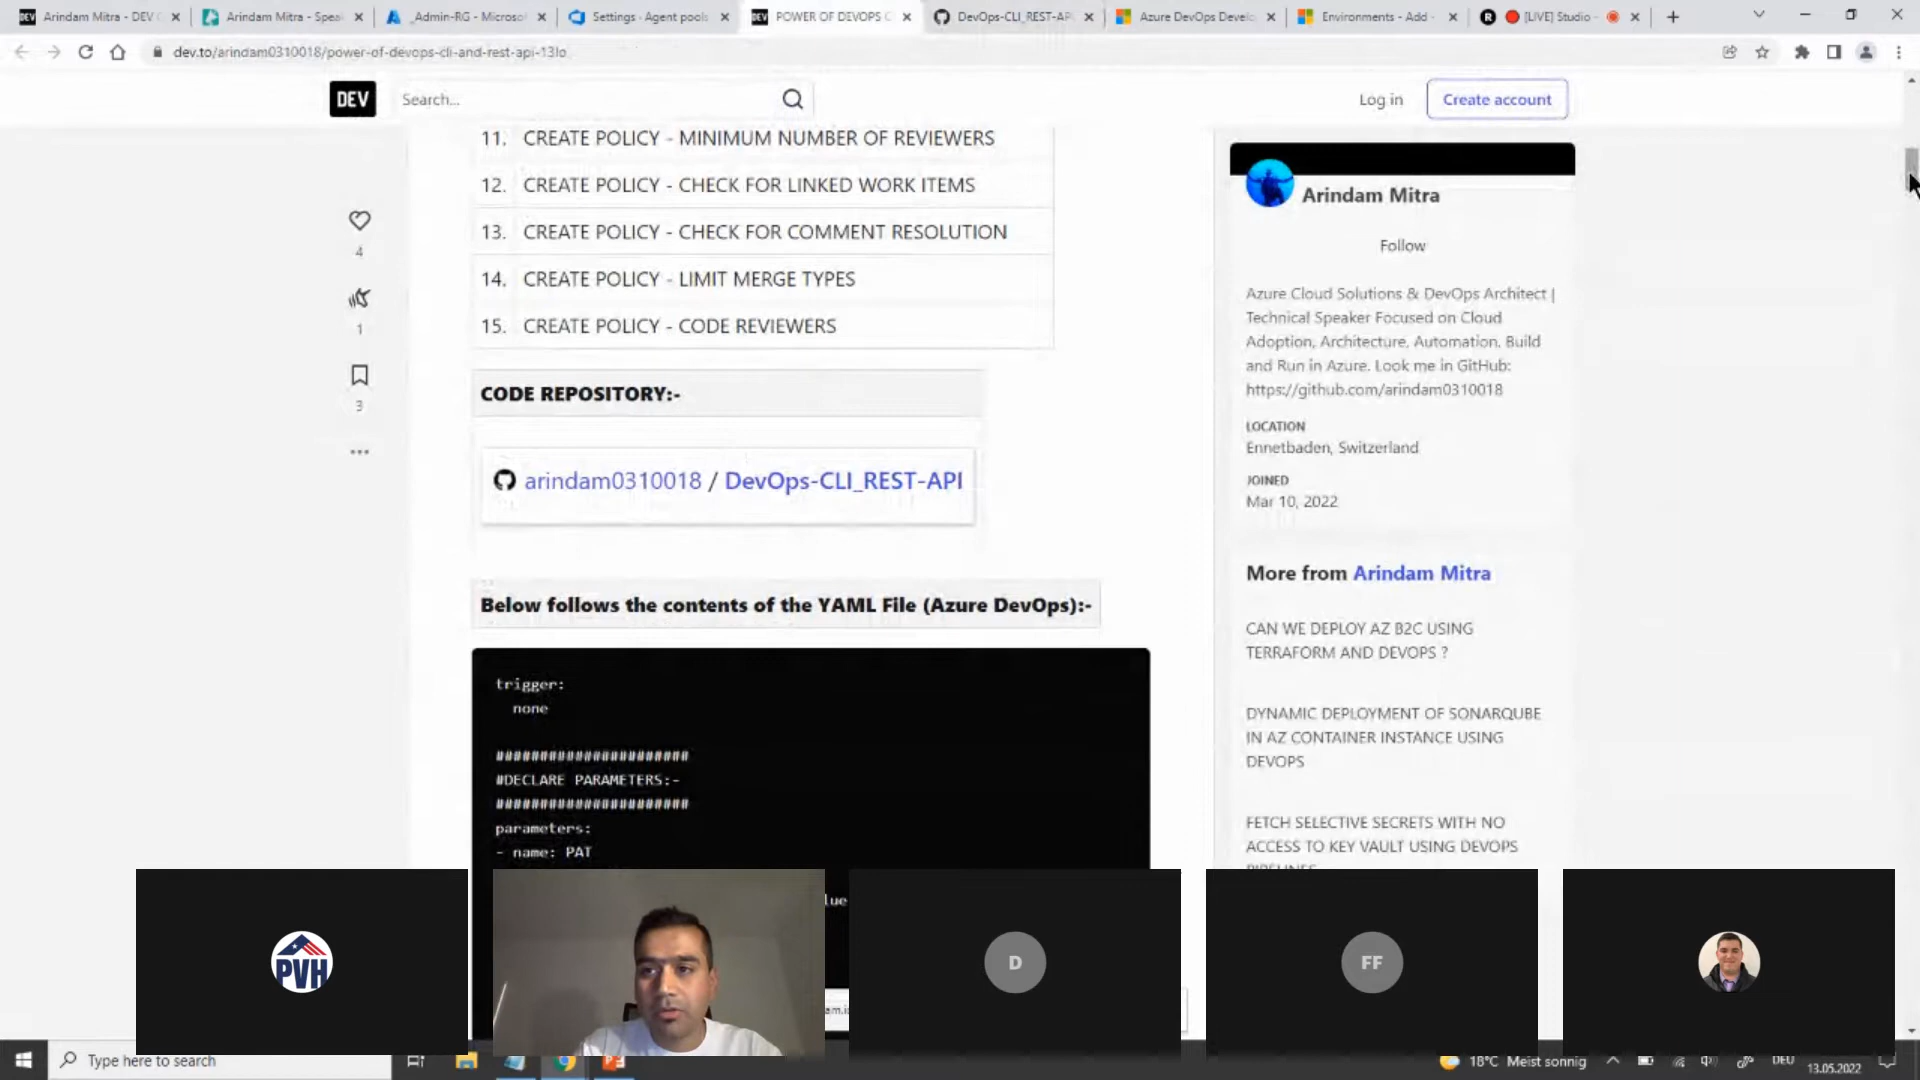 Arindam Mitra - DEV C
Arindam Mitra - Speak
_Admin-RG - Microsof
Settings - Agent pools
POWER OF DEVOPS C
DevOps-CLI_REST-AP
Azure DevOps Develo
Environments - Add -
[LIVE] Studio -
dev.to/arindam0310018/power-of-devops-cli-and-rest-api-13lo
DEV
Search...
Log in
Create account
11. CREATE POLICY - MINIMUM NUMBER OF REVIEWERS
12. CREATE POLICY - CHECK FOR LINKED WORK ITEMS
13. CREATE POLICY - CHECK FOR COMMENT RESOLUTION
14. CREATE POLICY - LIMIT MERGE TYPES
15. CREATE POLICY - CODE REVIEWERS
4
1
3
CODE REPOSITORY:-
arindam0310018 / DevOps-CLI_REST-API
Below follows the contents of the YAML File (Azure DevOps):-
trigger:
none
######################
#DECLARE PARAMETERS:-
######################
parameters:
- name: PAT
lue
Arindam Mitra
Follow
Azure Cloud Solutions & DevOps Architect |
Technical Speaker Focused on Cloud
Adoption, Architecture, Automation, Build
and Run in Azure. Look me in GitHub:
https://github.com/arindam0310018
LOCATION
Ennetbaden, Switzerland
JOINED
Mar 10, 2022
More from Arindam Mitra
CAN WE DEPLOY AZ B2C USING
TERRAFORM AND DEVOPS ?
DYNAMIC DEPLOYMENT OF SONARQUBE
IN AZ CONTAINER INSTANCE USING
DEVOPS
FETCH SELECTIVE SECRETS WITH NO
ACCESS TO KEY VAULT USING DEVOPS
PIPELINES
PVH
D
FF
Type here to search
18°C Meist sonnig
DEU
13.05.2022